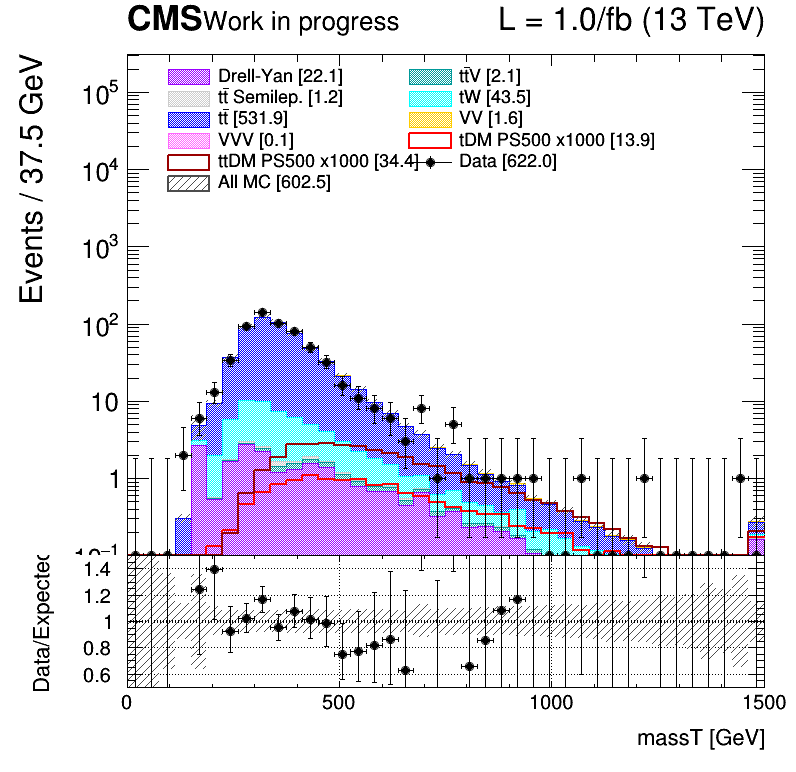 CMS Work in progress L = 1.0/fb (13 TeV)
Events / 37.5 GeV
Drell-Yan [22.1] tt̄V [2.1]
tt̄ Semilep. [1.2] tW [43.5]
tt̄ [531.9] VV [1.6]
VVV [0.1] tDM PS500 x1000 [13.9]
ttDM PS500 x1000 [34.4] Data [622.0]
All MC [602.5]
10⁵
10⁴
10³
10²
10
1
10⁻¹
Data/Expected
1.4
1.2
1
0.8
0.6
0 500 1000 1500
massT [GeV]